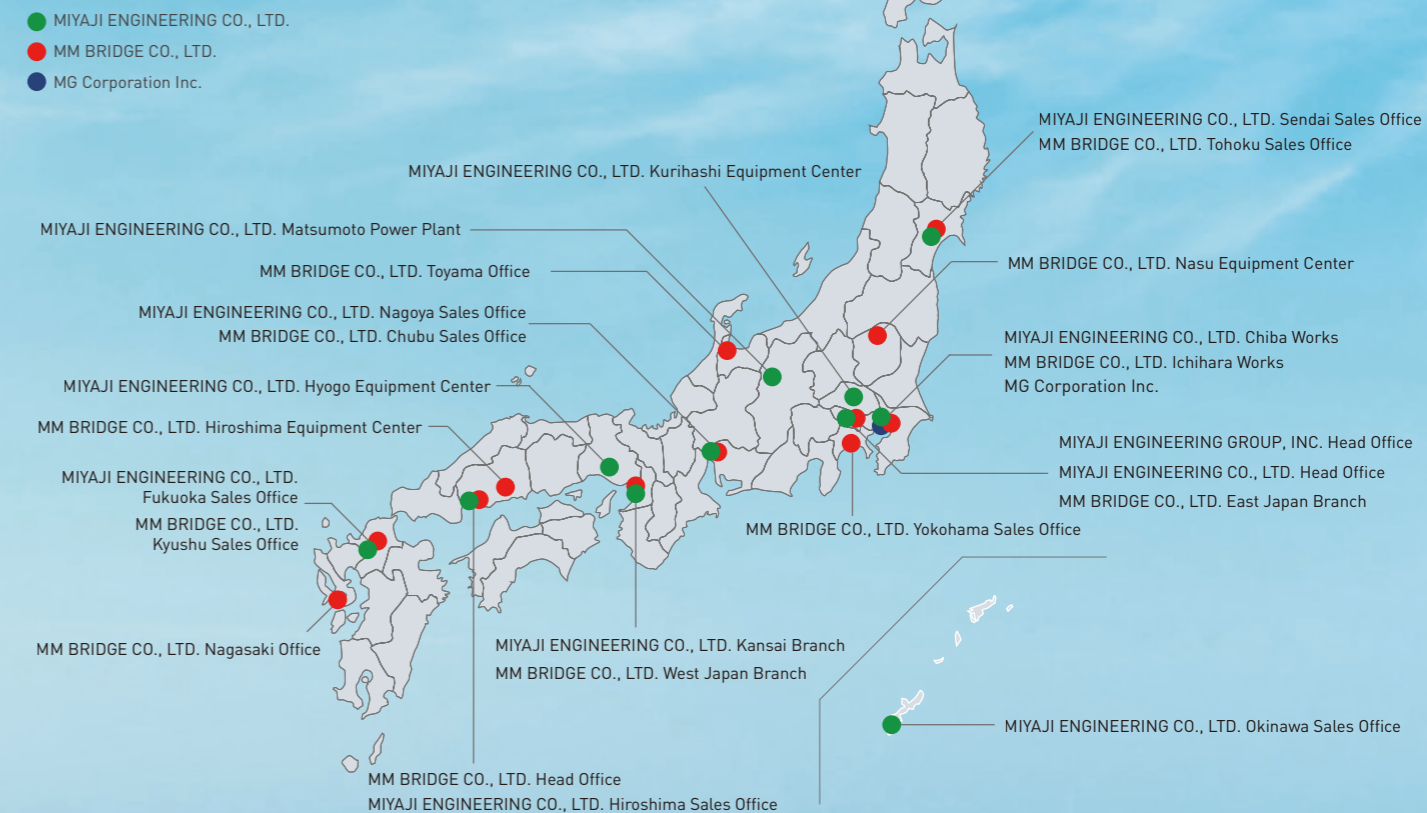 MIYAJI ENGINEERING CO., LTD.
MM BRIDGE CO., LTD.
MG Corporation Inc.
MIYAJI ENGINEERING CO., LTD. Sendai Sales Office
MM BRIDGE CO., LTD. Tohoku Sales Office
MIYAJI ENGINEERING CO., LTD. Kurihashi Equipment Center
MIYAJI ENGINEERING CO., LTD. Matsumoto Power Plant
MM BRIDGE CO., LTD. Toyama Office
MM BRIDGE CO., LTD. Nasu Equipment Center
MIYAJI ENGINEERING CO., LTD. Nagoya Sales Office
MM BRIDGE CO., LTD. Chubu Sales Office
MIYAJI ENGINEERING CO., LTD. Chiba Works
MM BRIDGE CO., LTD. Ichihara Works
MG Corporation Inc.
MIYAJI ENGINEERING CO., LTD. Hyogo Equipment Center
MM BRIDGE CO., LTD. Hiroshima Equipment Center
MIYAJI ENGINEERING GROUP, INC. Head Office
MIYAJI ENGINEERING CO., LTD. Head Office
MM BRIDGE CO., LTD. East Japan Branch
MIYAJI ENGINEERING CO., LTD.
Fukuoka Sales Office
MM BRIDGE CO., LTD.
Kyushu Sales Office
MM BRIDGE CO., LTD. Yokohama Sales Office
MM BRIDGE CO., LTD. Nagasaki Office
MIYAJI ENGINEERING CO., LTD. Kansai Branch
MM BRIDGE CO., LTD. West Japan Branch
MIYAJI ENGINEERING CO., LTD. Okinawa Sales Office
MM BRIDGE CO., LTD. Head Office
MIYAJI ENGINEERING CO., LTD. Hiroshima Sales Office